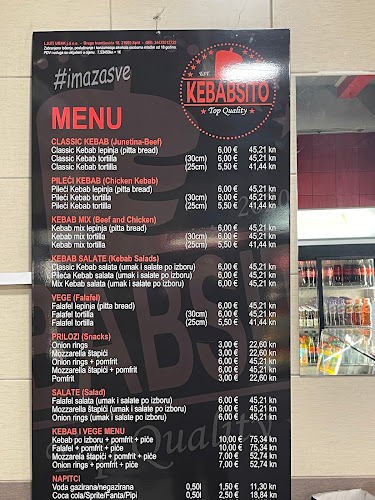 21000 Split
#imazasve
EST.
KEBABSITO
Top Quality
MENU
CLASSIC KEBAB (Junetina-Beef)
Classic Kebab lepinja (pitta bread) 6,00 € 45,21 kn
Classic Kebab tortilla (30cm) 6,00 € 45,21 kn
Classic Kebab tortilla (25cm) 5,50 € 41,44 kn
PILEĆI KEBAB (Chicken Kebab)
Pileći Kebab lepinja (pitta bread) 6,00 € 45,21 kn
Pileći Kebab tortilla (30cm) 6,00 € 45,21 kn
Pileći Kebab tortilla (25cm) 5,50 € 41,44 kn
KEBAB MIX (Beef and Chicken)
Kebab mix lepinja (pitta bread) 6,00 € 45,21 kn
Kebab mix tortilla (30cm) 6,00 € 45,21 kn
Kebab mix tortilla (25cm) 5,50 € 41,44 kn
KEBAB SALATE (Kebab Salads)
Classic Kebab salata (umak i salate po izboru) 6,00 € 45,21 kn
Pileća Kebab salata (umak i salate po izboru) 6,00 € 45,21 kn
Mix Kebab salata (umak i salate po izboru) 6,00 € 45,21 kn
VEGE (Falafel)
Falafel lepinja (pitta bread) 6,00 € 45,21 kn
Falafel tortilla (30cm) 6,00 € 45,21 kn
Falafel tortilla (25cm) 5,50 € 41,44 kn
PRILOZI (Snacks)
Onion rings 3,00 € 22,60 kn
Mozzarella štapići 3,00 € 22,60 kn
Onion rings + pomfrit 6,00 € 45,21 kn
Mozzarella štapići + pomfrit 6,00 € 45,21 kn
Pomfrit 3,00 € 22,60 kn
SALATE (Salad)
Falafel salata (umak i salate po izboru) 6,00 € 45,21 kn
Mozzarella štapići (umak i salate po izboru) 6,00 € 45,21 kn
Onion rings (umak i salate po izboru) 6,00 € 45,21 kn
KEBAB I VEGE MENU
Kebab po izboru + pomfrit + piće 10,00 € 75,34 kn
Falafel + pomfrit + piće 10,00 € 75,34 kn
Mozzarella štapići + pomfrit + piće 7,00 € 52,74 kn
Onion rings + pomfrit + piće 7,00 € 52,74 kn
NAPITCI
Voda gazirana/negazirana 0,50l 1,50 € 11,30 kn
Coca cola/Sprite/Fanta/Pipi 0,50l 2,50 € 18,84 kn